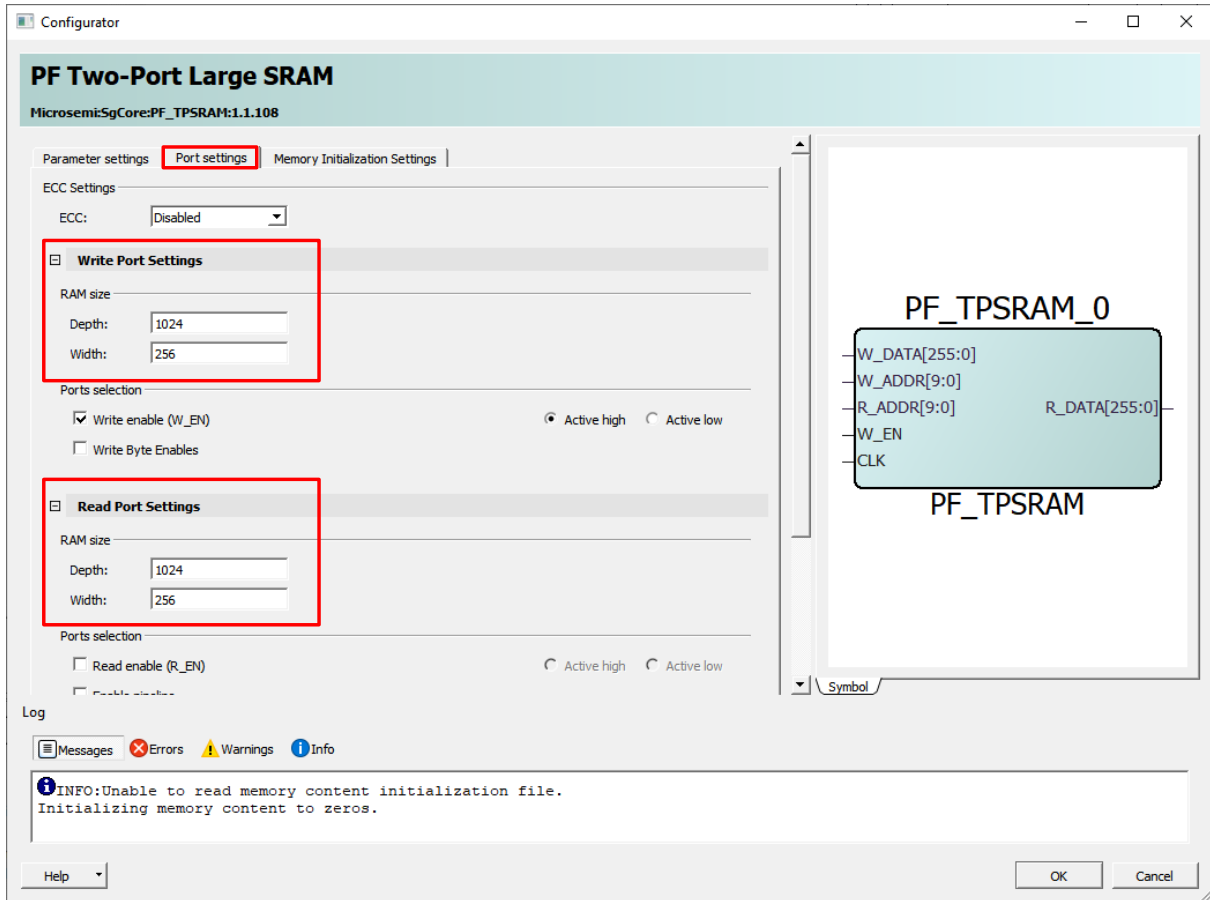 Configurator
PF Two-Port Large SRAM
Microsemi:SgCore:PF_TPSRAM:1.1.108
Parameter settings Port settings Memory Initialization Settings
ECC Settings
ECC: Disabled
Write Port Settings
RAM size
Depth: 1024
Width: 256
Ports selection
Write enable (W_EN) Active high Active low
Write Byte Enables
Read Port Settings
RAM size
Depth: 1024
Width: 256
Ports selection
Read enable (R_EN) Active high Active low
Enable pipeline
PF_TPSRAM_0
W_DATA[255:0]
W_ADDR[9:0]
R_ADDR[9:0] R_DATA[255:0]
W_EN
CLK
PF_TPSRAM
Symbol
Log
Messages Errors Warnings Info
INFO:Unable to read memory content initialization file.
Initializing memory content to zeros.
Help OK Cancel